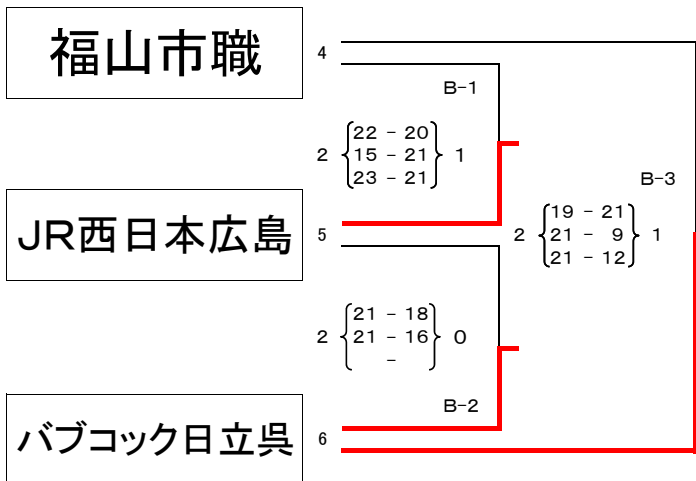 福山市職
4
B-1
2 { 22 - 20 } 1
15 - 21
23 - 21
B-3
JR西日本広島
5
2 { 19 - 21 } 1
21 - 9
21 - 12
2 { 21 - 18 } 0
21 - 16
-
B-2
バブコック日立呉
6